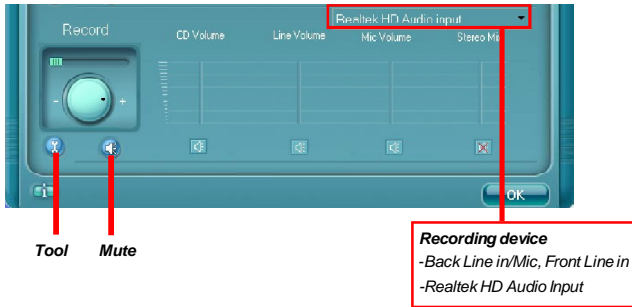 Realtek HD Audio input
Record
CD Volume
Line Volume
Mic Volume
Stereo Mix
- +
OK
Tool
Mute
Recording device
-Back Line in/Mic, Front Line in
-Realtek HD Audio Input